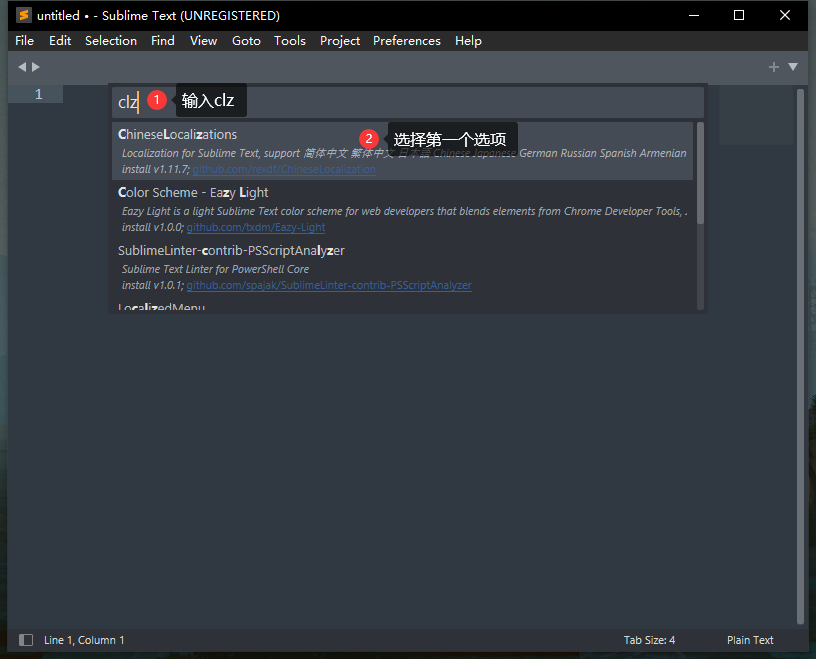 untitled • - Sublime Text (UNREGISTERED)
File Edit Selection Find View Goto Tools Project Preferences Help
1
clz 1 输入clz
ChineseLocalizations
2 选择第一个选项
Localization for Sublime Text, support 简体中文 繁体中文 日本語 Chinese Japanese German Russian Spanish Armenian
install v1.11.7; github.com/rexdf/ChineseLocalization
Color Scheme - Eazy Light
Eazy Light is a light Sublime Text color scheme for web developers that blends elements from Chrome Developer Tools, .
install v1.0.0; github.com/txdm/Eazy-Light
SublimeLinter-contrib-PSScriptAnalyzer
Sublime Text Linter for PowerShell Core
install v1.0.1; github.com/spajak/SublimeLinter-contrib-PSScriptAnalyzer
LocalizedMenu
Line 1, Column 1
Tab Size: 4
Plain Text